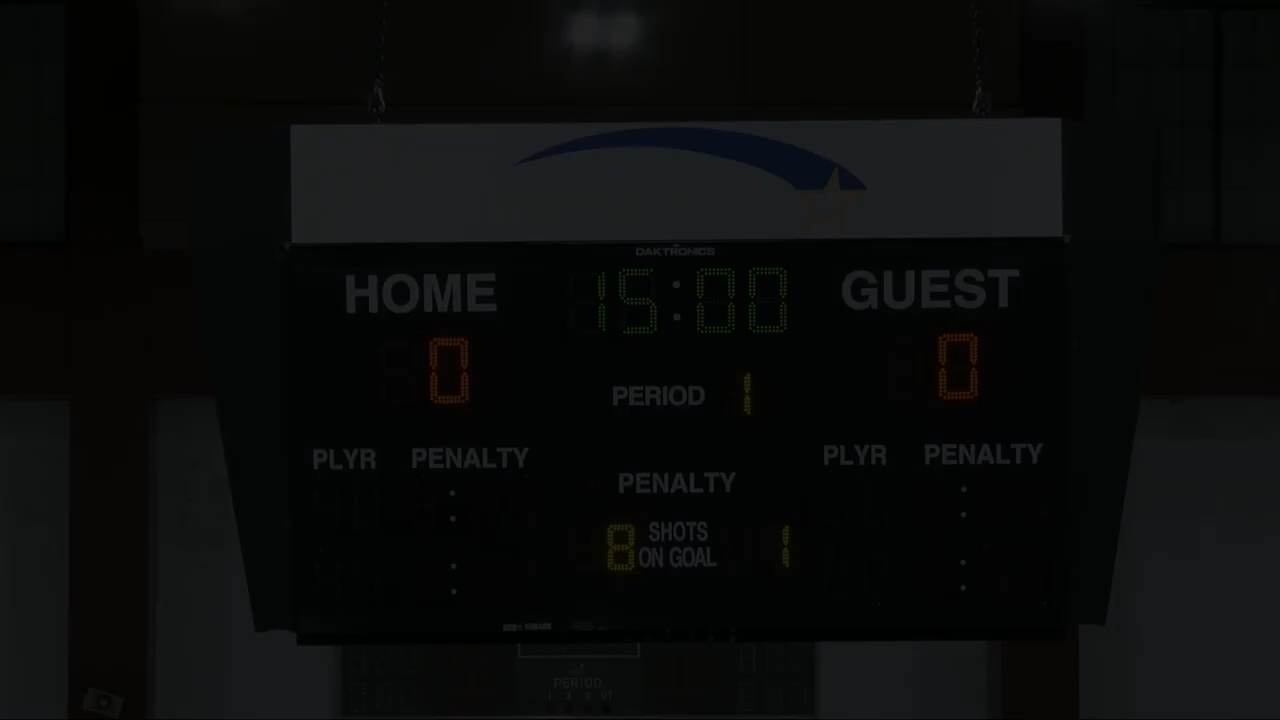 DAKTRONICS
HOME 15:00 GUEST
0 0
PERIOD 1
PLYR PENALTY PLYR PENALTY
PENALTY
8 SHOTS ON GOAL 1
PERIOD